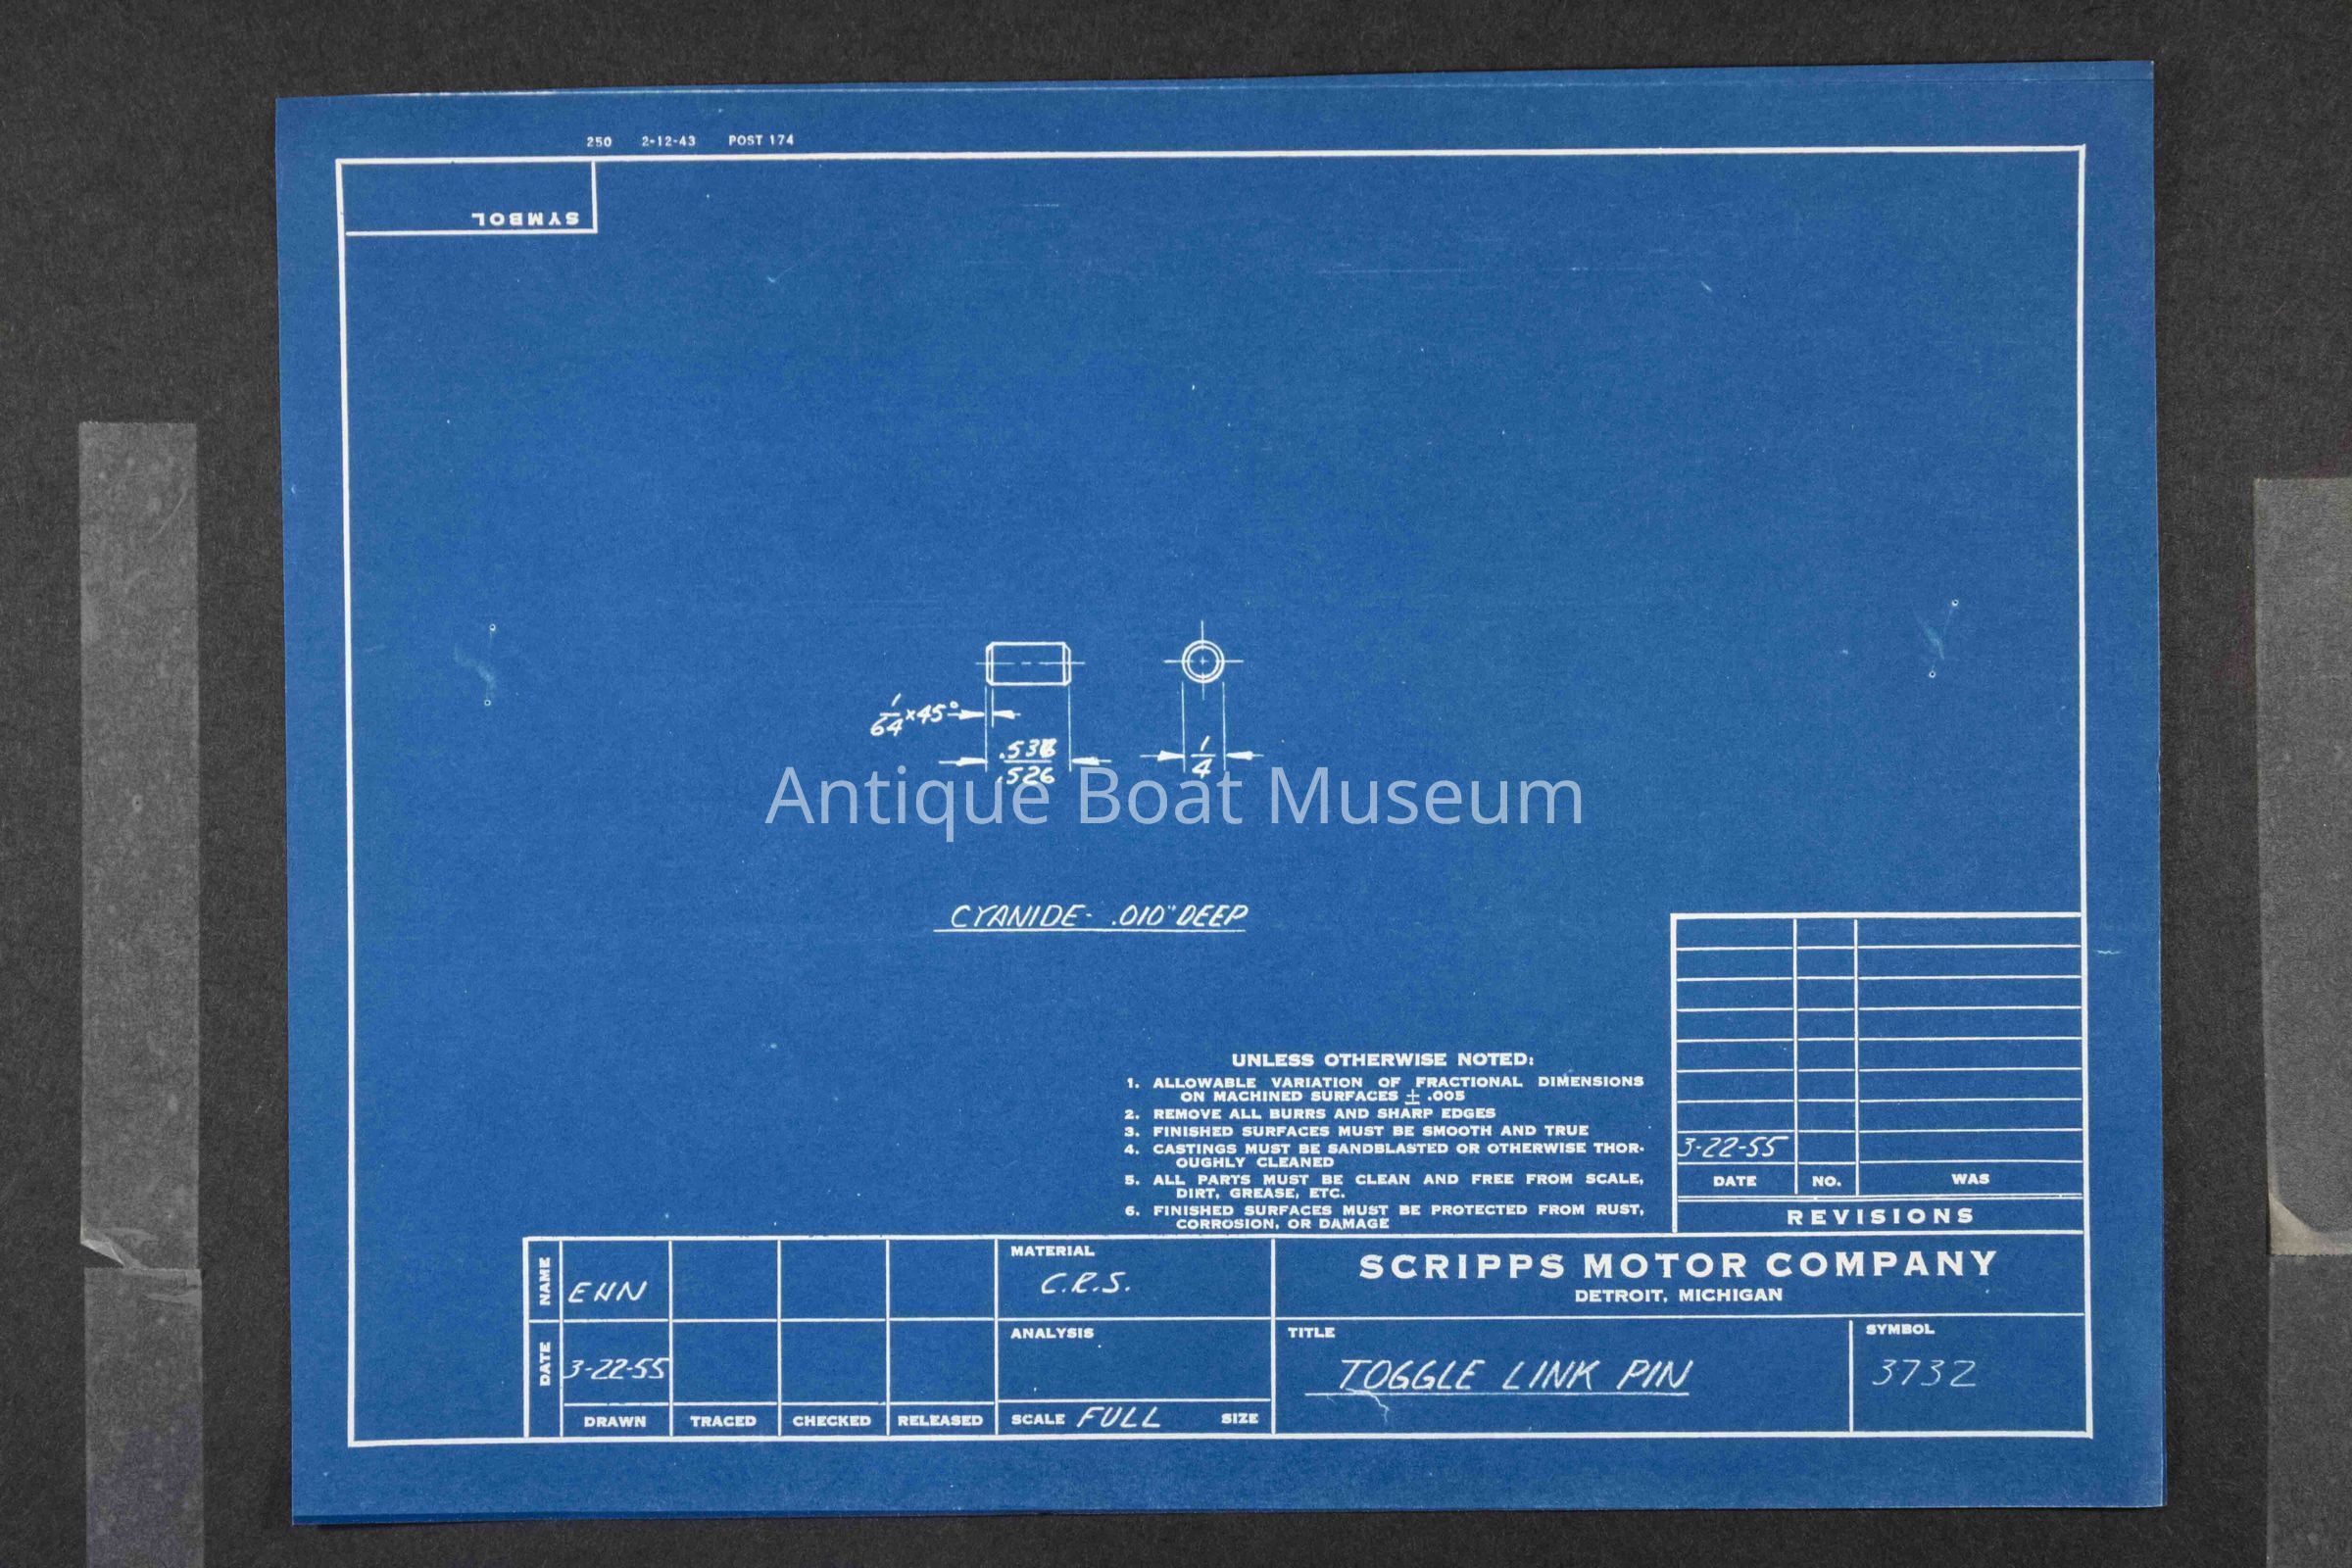 250 2-12-43 POST 174
SYMBOL
1/64 × 45°
.526
1/4
Antique Boat Museum
CYANIDE- .010" DEEP
UNLESS OTHERWISE NOTED:
1. ALLOWABLE VARIATION OF FRACTIONAL DIMENSIONS
ON MACHINED SURFACES ± .005
2. REMOVE ALL BURRS AND SHARP EDGES
3. FINISHED SURFACES MUST BE SMOOTH AND TRUE
4. CASTINGS MUST BE SANDBLASTED OR OTHERWISE THOR-
OUGHLY CLEANED
5. ALL PARTS MUST BE CLEAN AND FREE FROM SCALE,
DIRT, GREASE, ETC.
6. FINISHED SURFACES MUST BE PROTECTED FROM RUST,
CORROSION, OR DAMAGE
3-22-55
DATE NO. WAS
REVISIONS
NAME EHN
DATE 3-22-55
DRAWN TRACED CHECKED RELEASED
MATERIAL
C.R.S.
ANALYSIS
SCALE FULL SIZE
SCRIPPS MOTOR COMPANY
DETROIT, MICHIGAN
TITLE
TOGGLE LINK PIN
SYMBOL
3732